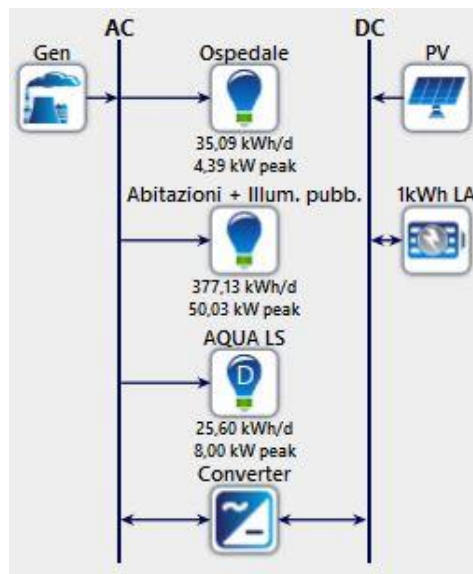 AC DC
Gen Ospedale PV
35,09 kWh/d
4,39 kW peak
Abitazioni + Illum. pubb. 1kWh LA
377,13 kWh/d
50,03 kW peak
AQUA LS
D
25,60 kWh/d
8,00 kW peak
Converter